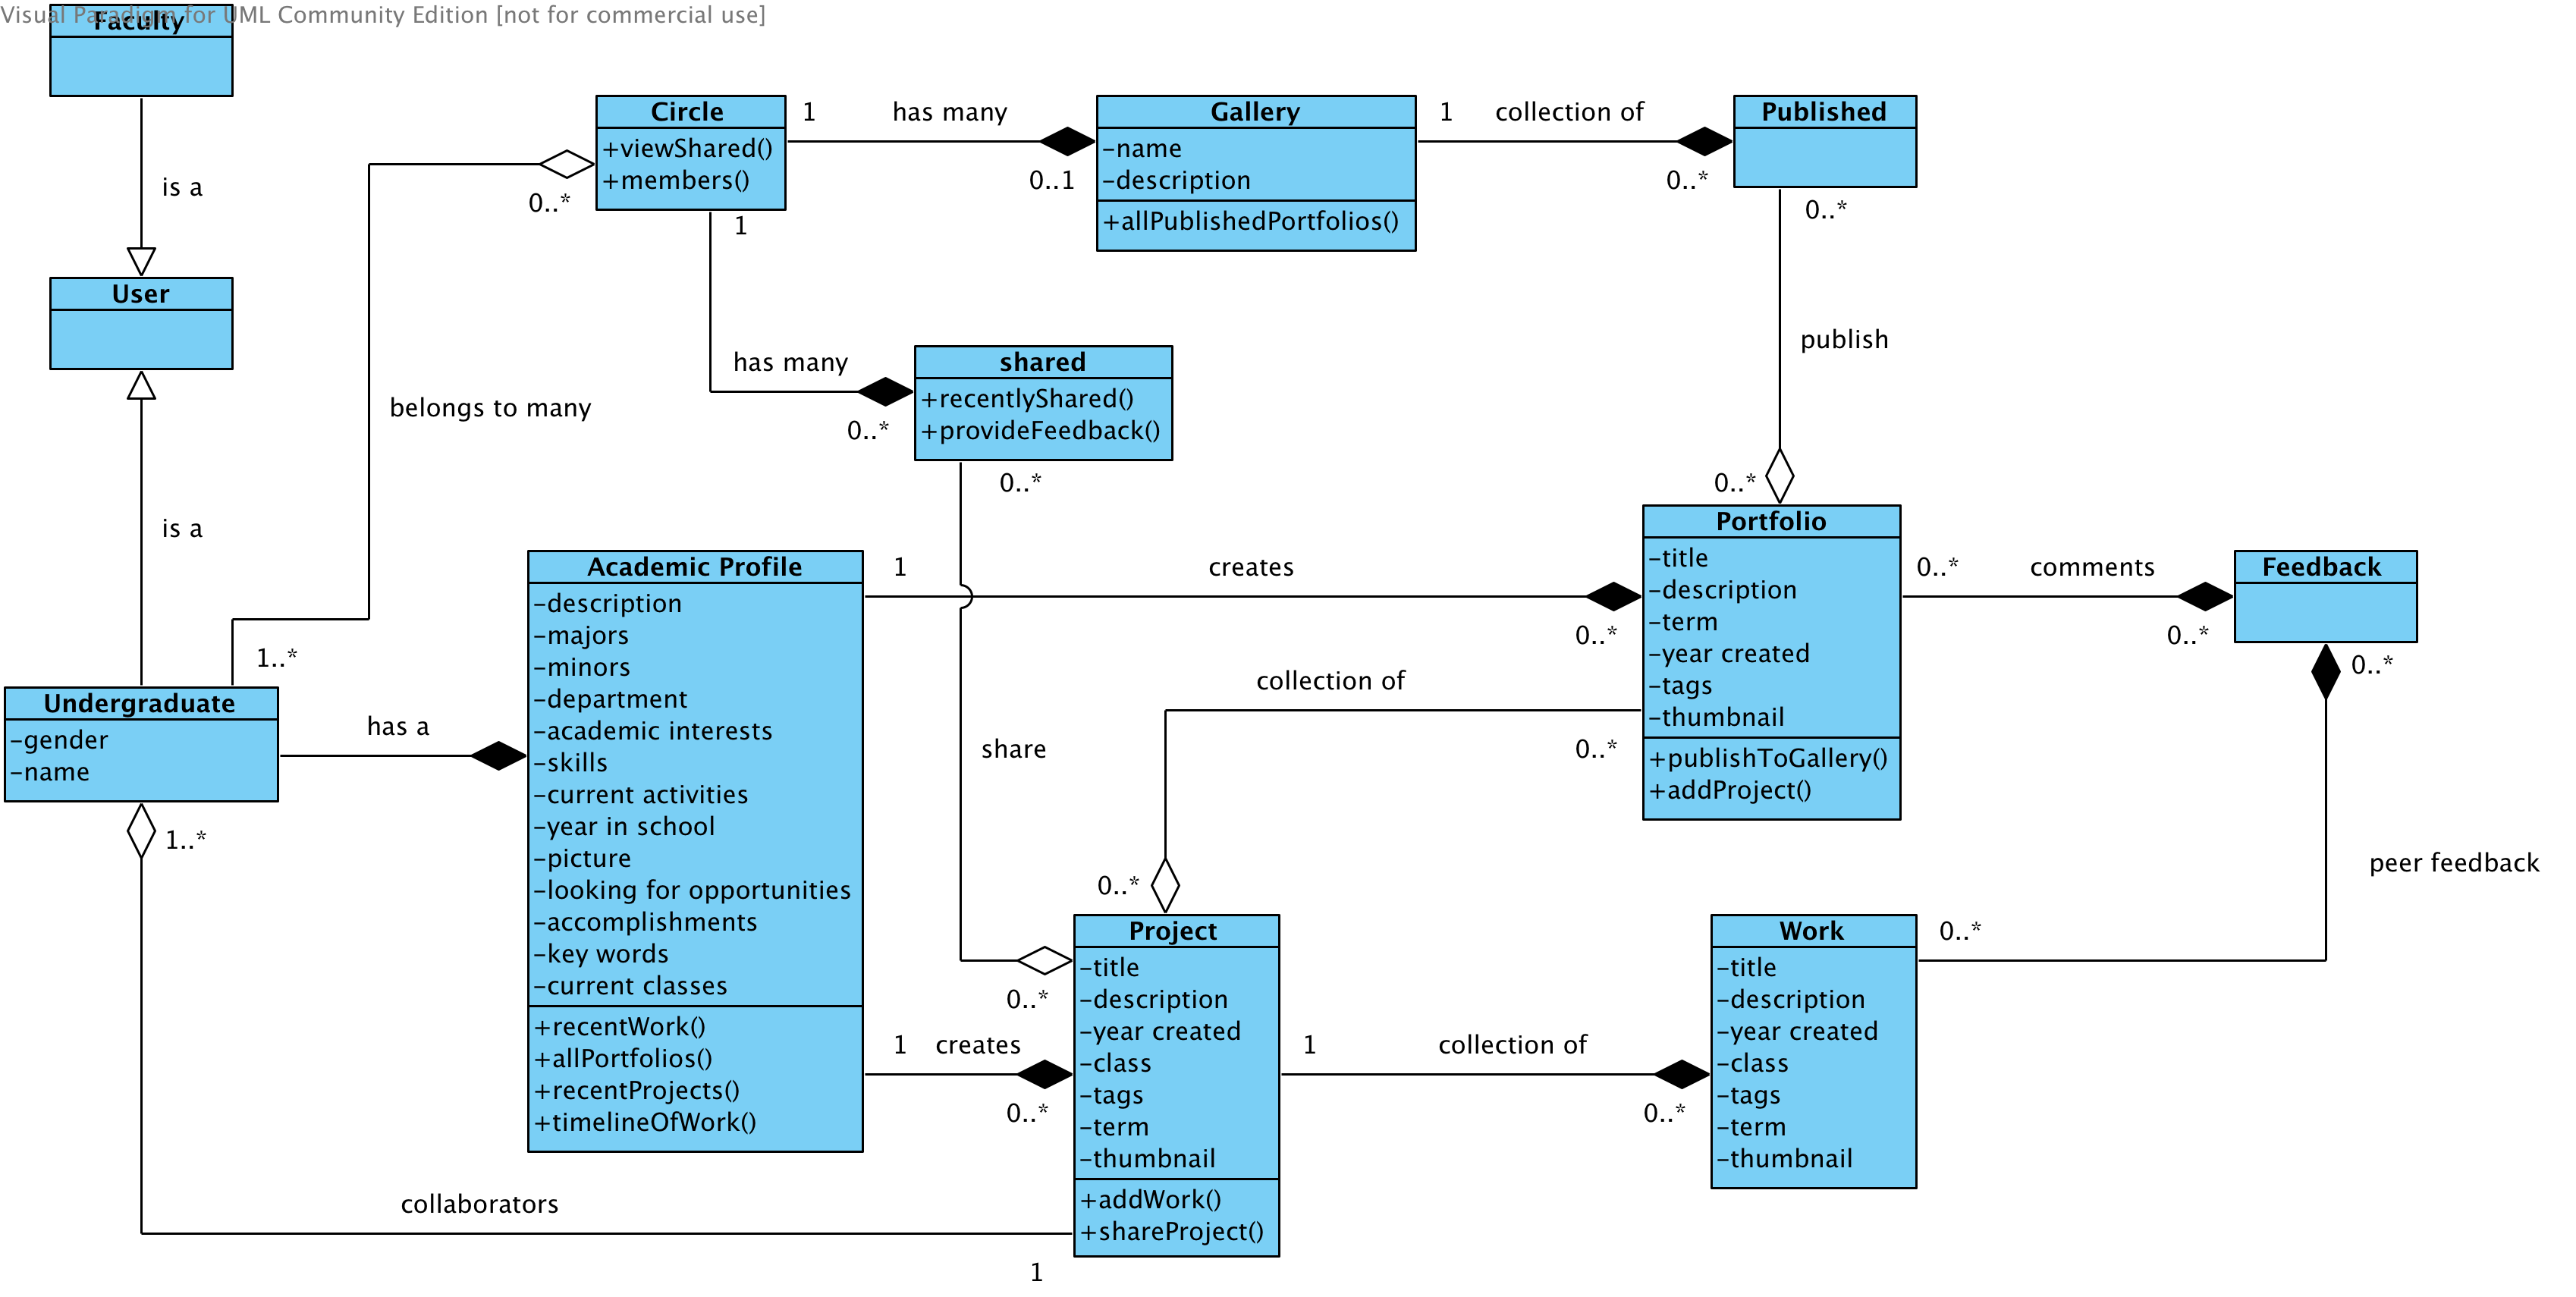 Visual Paradigm for UML Community Edition [not for commercial use]
Faculty
is a
User
is a
belongs to many
0..*
1..*
Undergraduate
-gender
-name
has a
1..*
collaborators
1
Circle
+viewShared()
+members()
1
has many
0..1
1
has many
0..*
Gallery
-name
-description
+allPublishedPortfolios()
1
collection of
0..*
Published
0..*
publish
0..*
shared
+recentlyShared()
+provideFeedback()
0..*
share
0..*
Academic Profile
-description
-majors
-minors
-department
-academic interests
-skills
-current activities
-year in school
-picture
-looking for opportunities
-accomplishments
-key words
-current classes
+recentWork()
+allPortfolios()
+recentProjects()
+timelineOfWork()
1
creates
0..*
1
creates
0..*
Portfolio
-title
-description
-term
-year created
-tags
-thumbnail
+publishToGallery()
+addProject()
collection of
0..*
0..*
0..*
comments
0..*
Feedback
0..*
peer feedback
0..*
Project
-title
-description
-year created
-class
-tags
-term
-thumbnail
+addWork()
+shareProject()
1
collection of
0..*
Work
-title
-description
-year created
-class
-tags
-term
-thumbnail